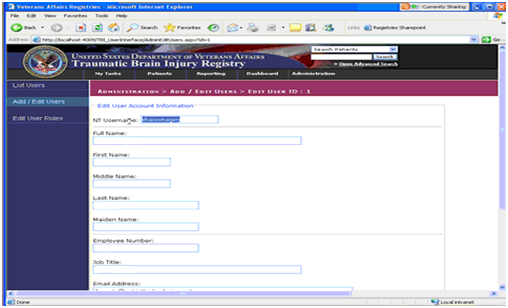 Veterans Affairs Registries - Microsoft Internet Explorer
Currently Sharing
File Edit View Favorites Tools Help
Back Search Favorites Links Registries Sharepoint
Address Go
Search Patients
UNITED STATES DEPARTMENT OF VETERANS AFFAIRS
Search
Traumatic Brain Injury Registry
Open Advanced Search
My Tasks Patients Reporting Dashboard Administration
List Users
ADMINISTRATION > ADD / EDIT USERS > EDIT USER ID : 1
Add / Edit Users
Edit User Account Information
Edit User Roles
NT Username:
Full Name:
First Name:
Middle Name:
Last Name:
Maiden Name:
Employee Number:
Job Title:
Email Address:
Done
Local intranet